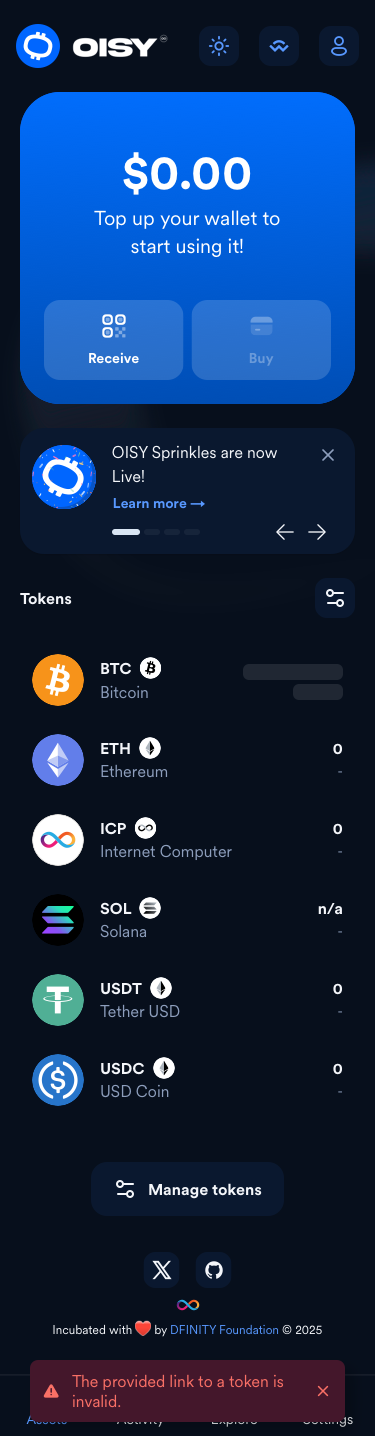 OISY
$0.00
Top up your wallet to
start using it!
Receive
Buy
OISY Sprinkles are now
Live!
Learn more →
Tokens
BTC
Bitcoin
ETH
0
Ethereum
-
ICP
0
Internet Computer
-
SOL
n/a
Solana
-
USDT
0
Tether USD
-
USDC
0
USD Coin
-
Manage tokens
Incubated with ❤️ by DFINITY Foundation © 2025
The provided link to a token is
invalid.
Assets Activity Explore Settings